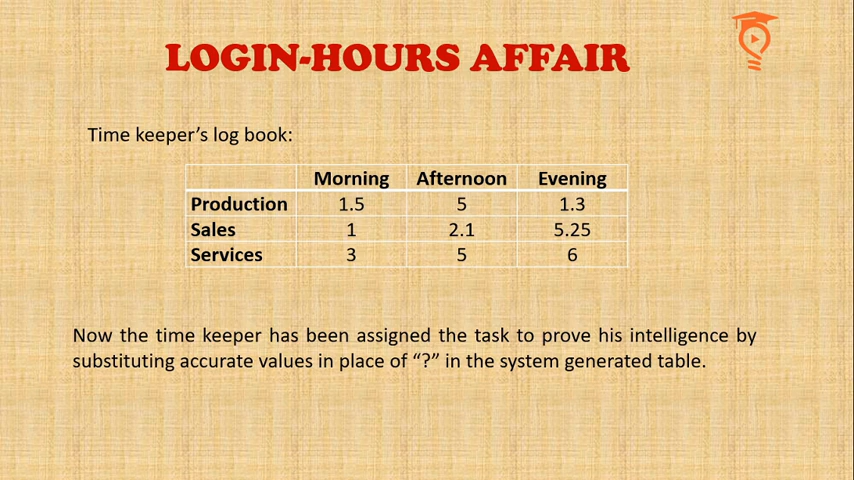 LOGIN-HOURS AFFAIR
Time keeper’s log book:
Morning Afternoon Evening
Production 1.5 5 1.3
Sales 1 2.1 5.25
Services 3 5 6
Now the time keeper has been assigned the task to prove his intelligence by
substituting accurate values in place of “?” in the system generated table.